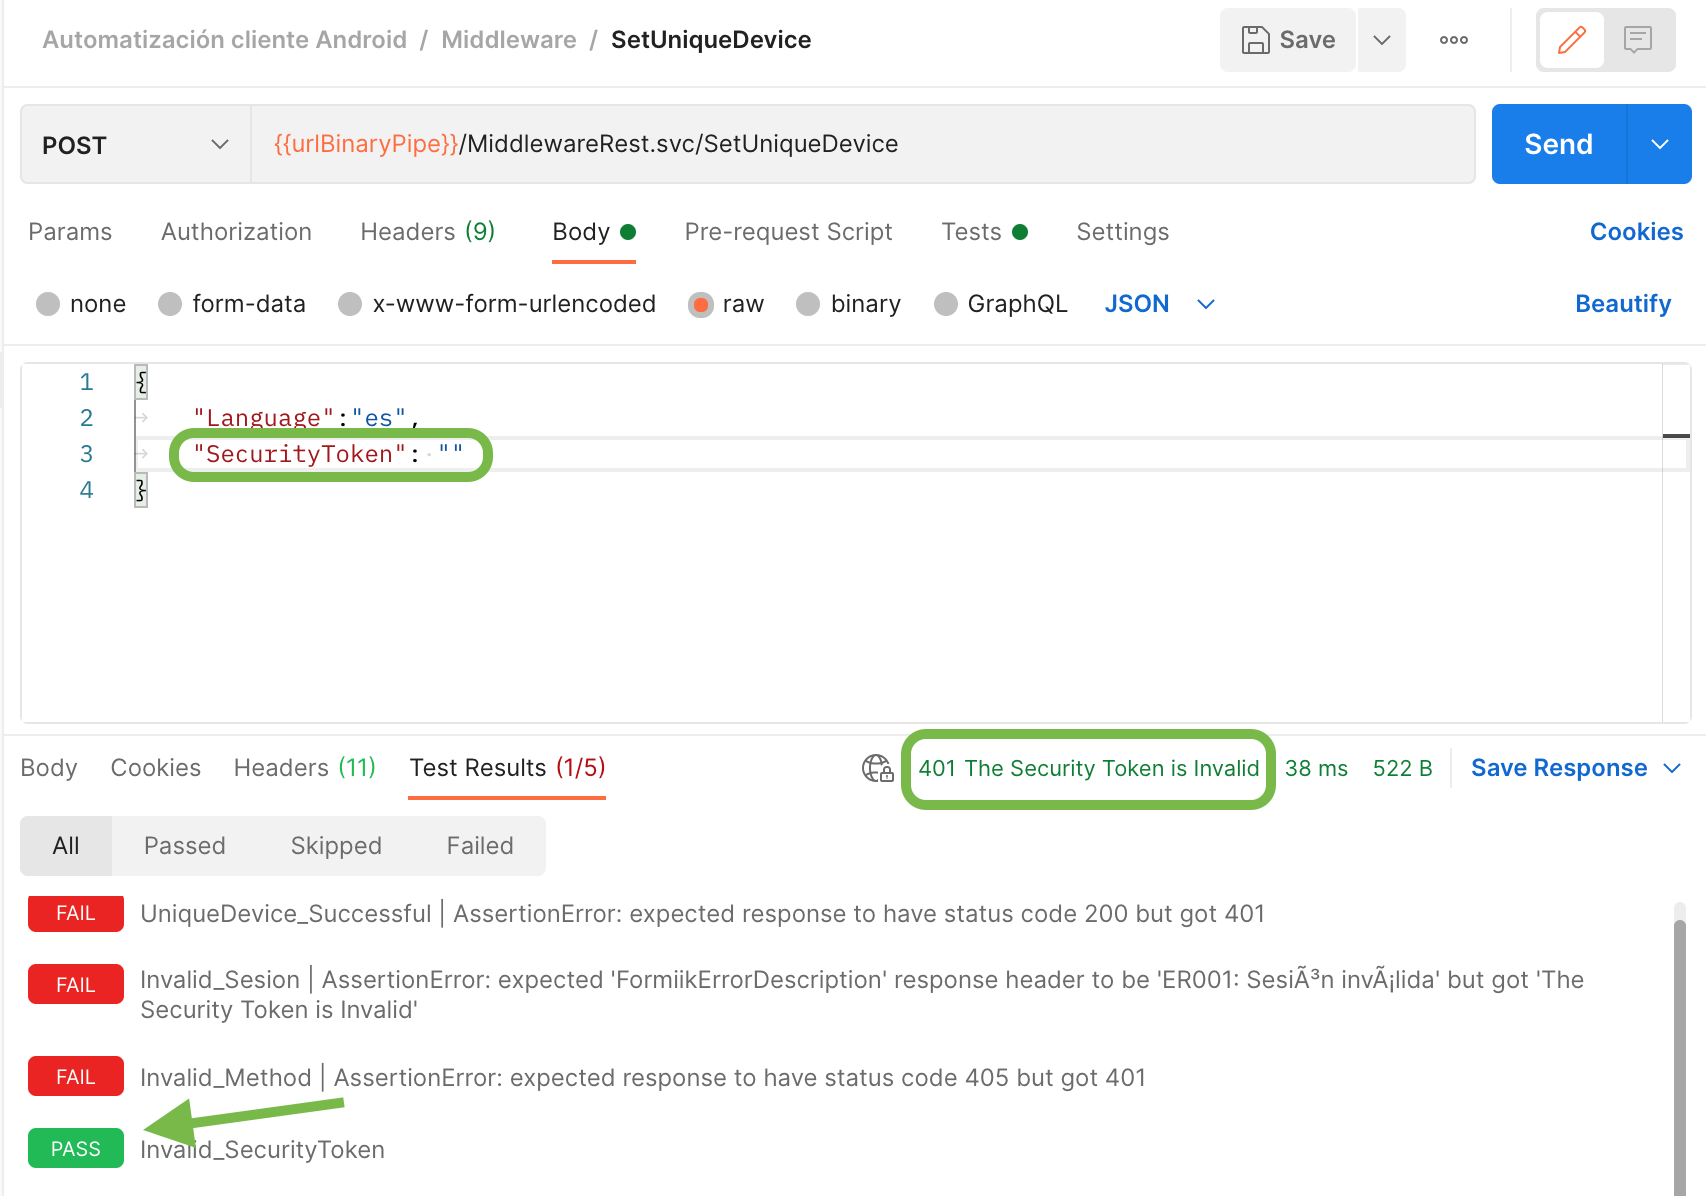 Automatización cliente Android / Middleware / SetUniqueDevice
Save
POST
{{urlBinaryPipe}}/MiddlewareRest.svc/SetUniqueDevice
Send
Params Authorization Headers (9) Body Pre-request Script Tests Settings Cookies
none form-data x-www-form-urlencoded raw binary GraphQL JSON Beautify
1 {
2 "Language":"es",
3 "SecurityToken": ""
4 }
Body Cookies Headers (11) Test Results (1/5) 401 The Security Token is Invalid 38 ms 522 B Save Response
All Passed Skipped Failed
FAIL UniqueDevice_Successful | AssertionError: expected response to have status code 200 but got 401
FAIL Invalid_Sesion | AssertionError: expected 'FormiikErrorDescription' response header to be 'ER001: SesiÃ³n invÃ¡lida' but got 'The
Security Token is Invalid'
FAIL Invalid_Method | AssertionError: expected response to have status code 405 but got 401
PASS Invalid_SecurityToken